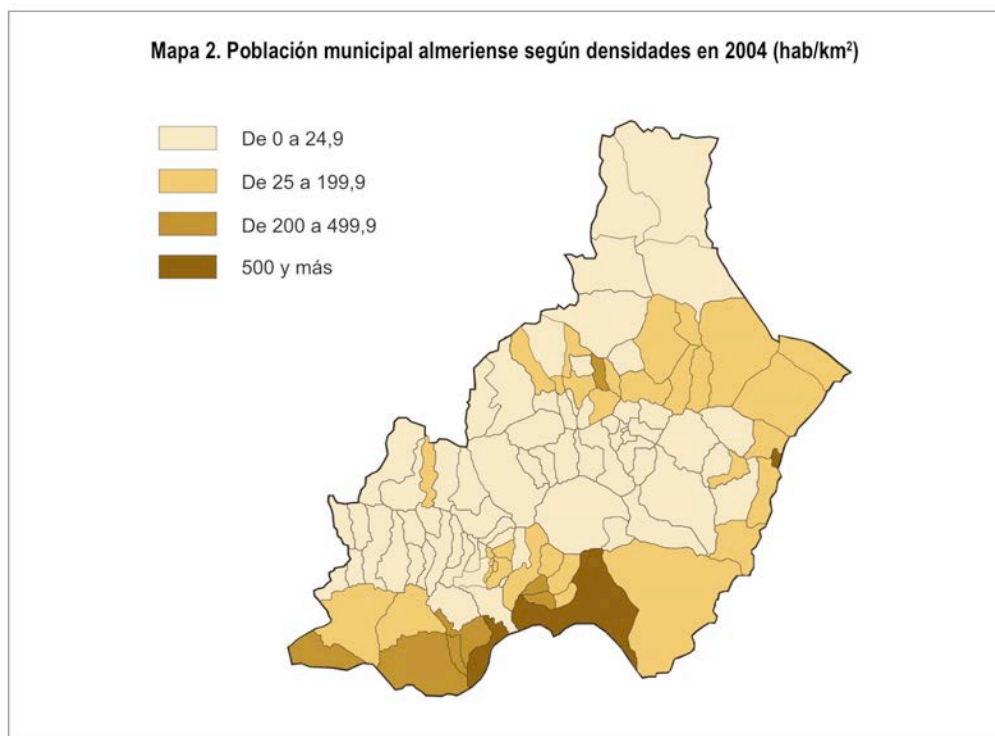 Mapa 2. Población municipal almeriense según densidades en 2004 (hab/km²)
De 0 a 24,9
De 25 a 199,9
De 200 a 499,9
500 y más